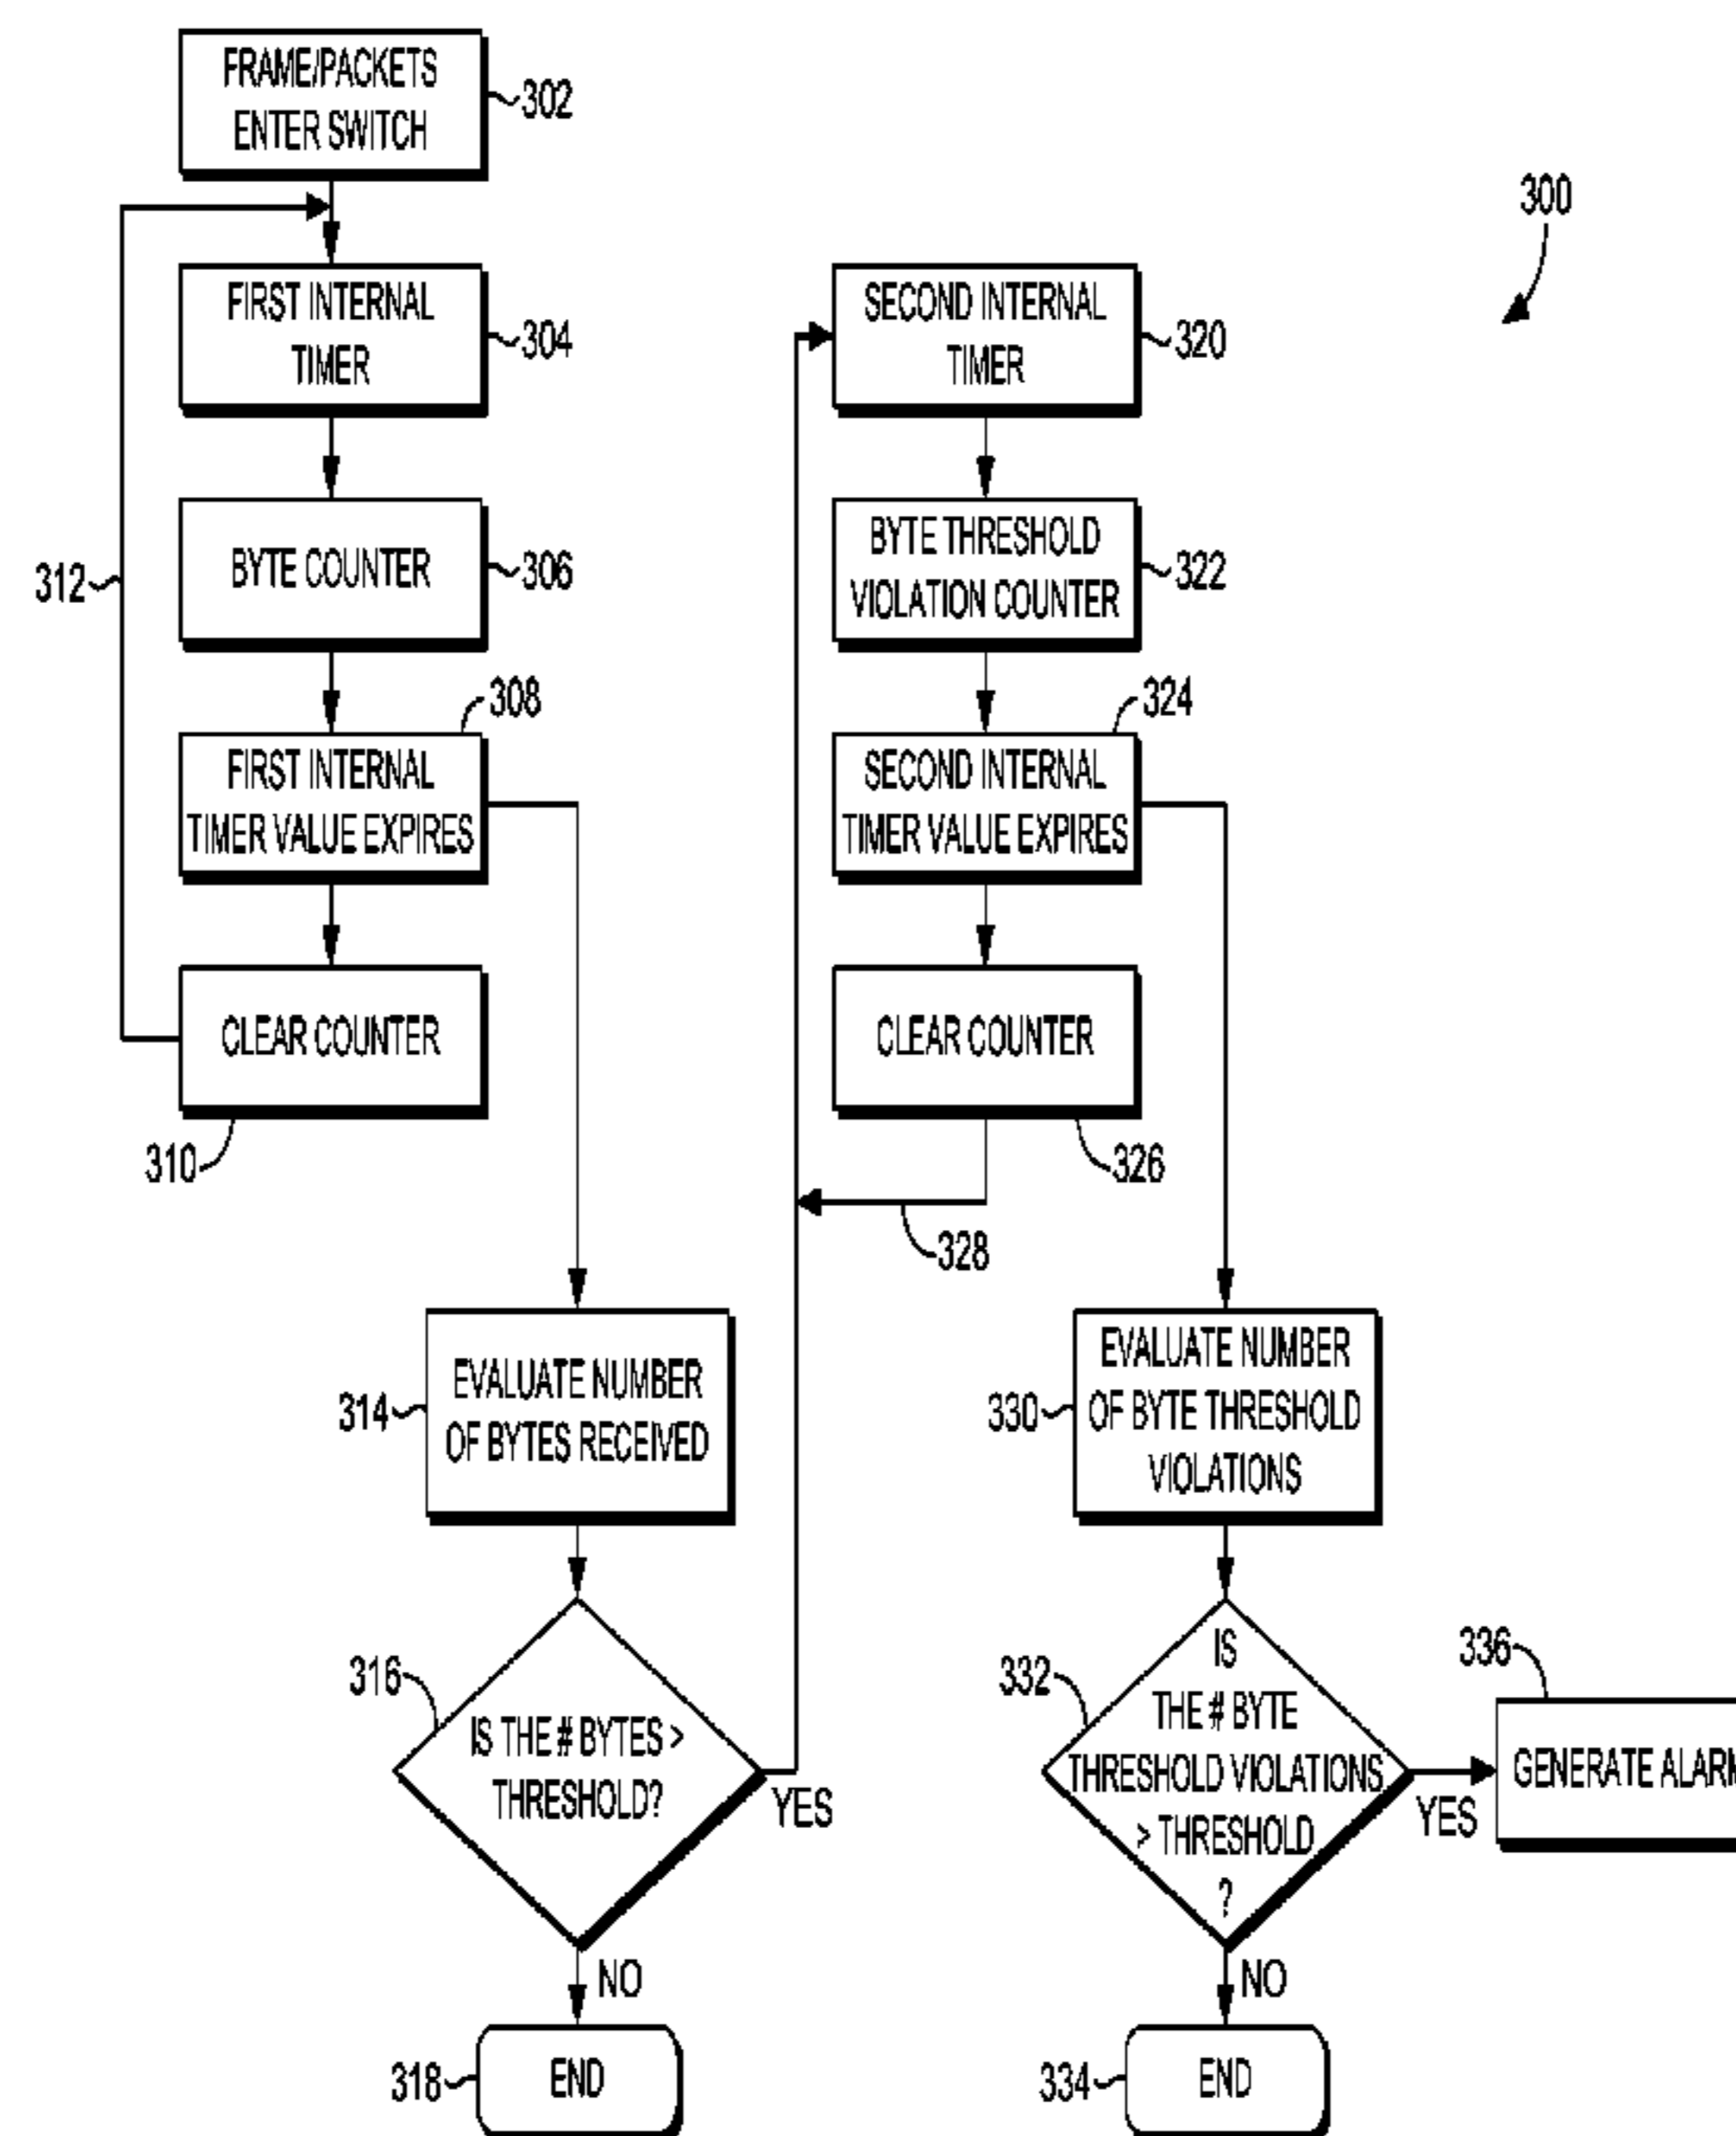 FRAME/PACKETS
ENTER SWITCH
302
300
FIRST INTERNAL
TIMER
304
SECOND INTERNAL
TIMER
320
312
BYTE COUNTER
306
BYTE THRESHOLD
VIOLATION COUNTER
322
308
FIRST INTERNAL
TIMER VALUE EXPIRES
324
SECOND INTERNAL
TIMER VALUE EXPIRES
CLEAR COUNTER
310
CLEAR COUNTER
326
328
314
EVALUATE NUMBER
OF BYTES RECEIVED
330
EVALUATE NUMBER
OF BYTE THRESHOLD
VIOLATIONS
316
IS THE # BYTES >
THRESHOLD?
YES
332
IS
THE # BYTE
THRESHOLD VIOLATIONS
> THRESHOLD
?
YES
336
GENERATE ALARM
NO
NO
318
END
334
END